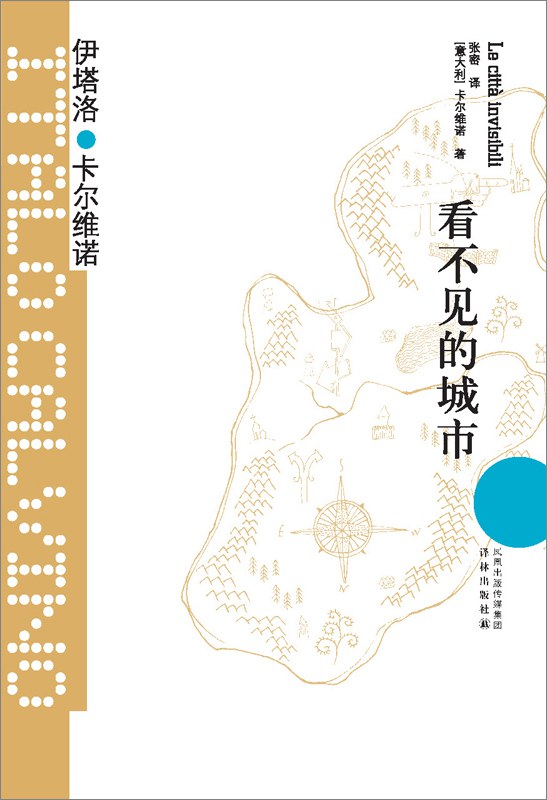 ITALO CALVINO
伊塔洛●卡尔维诺
Le città invisibili
张密 译
[意大利] 卡尔维诺 著
看不见的城市
N
E
W
S
凤凰出版传媒集团
译林出版社